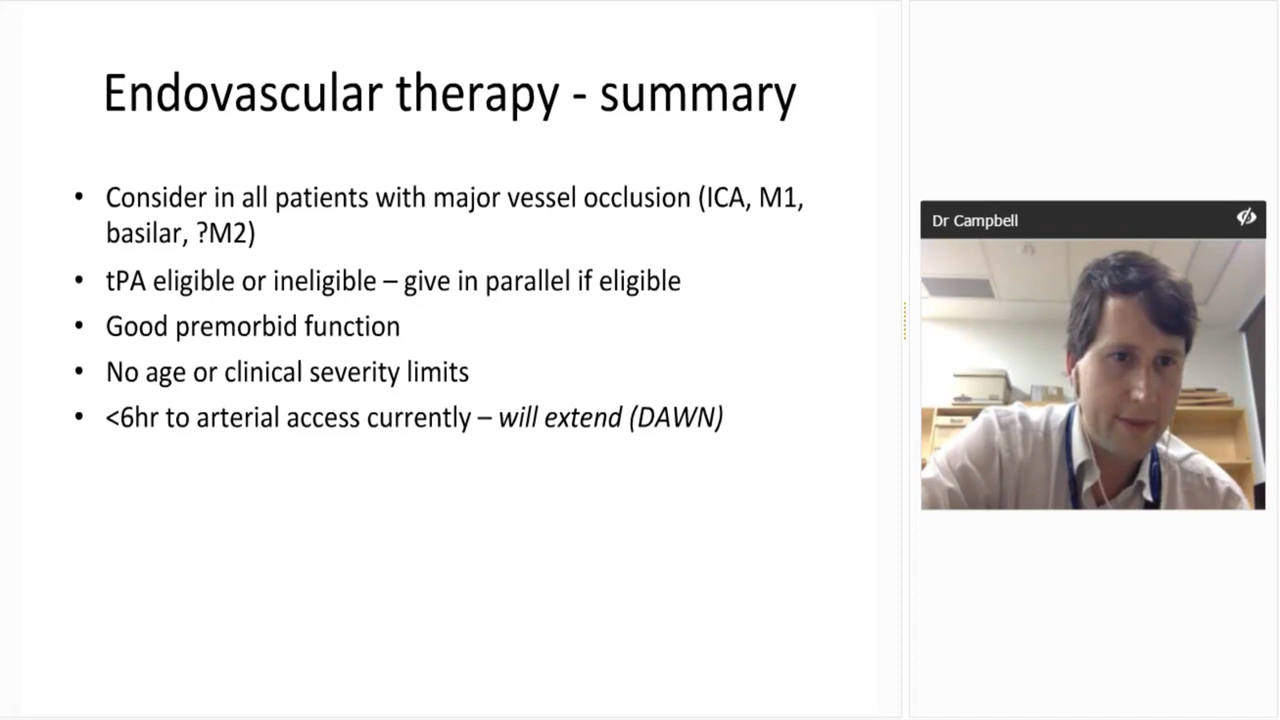 Endovascular therapy - summary
• Consider in all patients with major vessel occlusion (ICA, M1,
basilar, ?M2)
• tPA eligible or ineligible – give in parallel if eligible
• Good premorbid function
• No age or clinical severity limits
• <6hr to arterial access currently – will extend (DAWN)
Dr Campbell